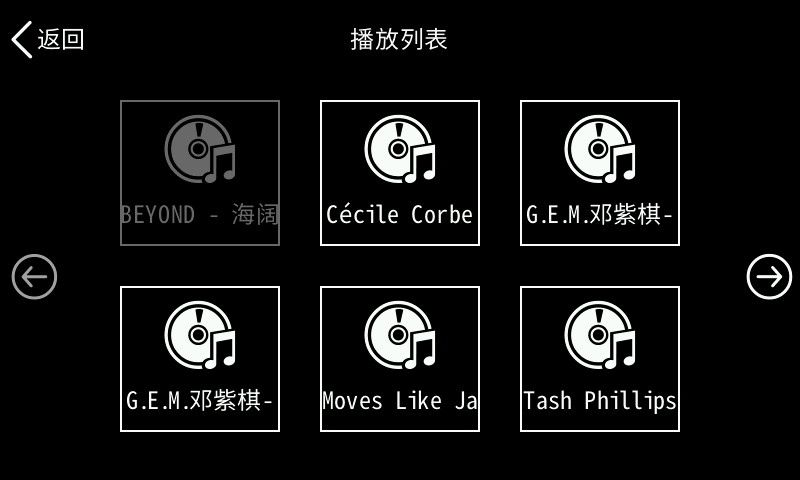 返回
播放列表
BEYOND - 海阔
Cécile Corbe
G.E.M.邓紫棋-
G.E.M.邓紫棋-
Moves Like Ja
Tash Phillips